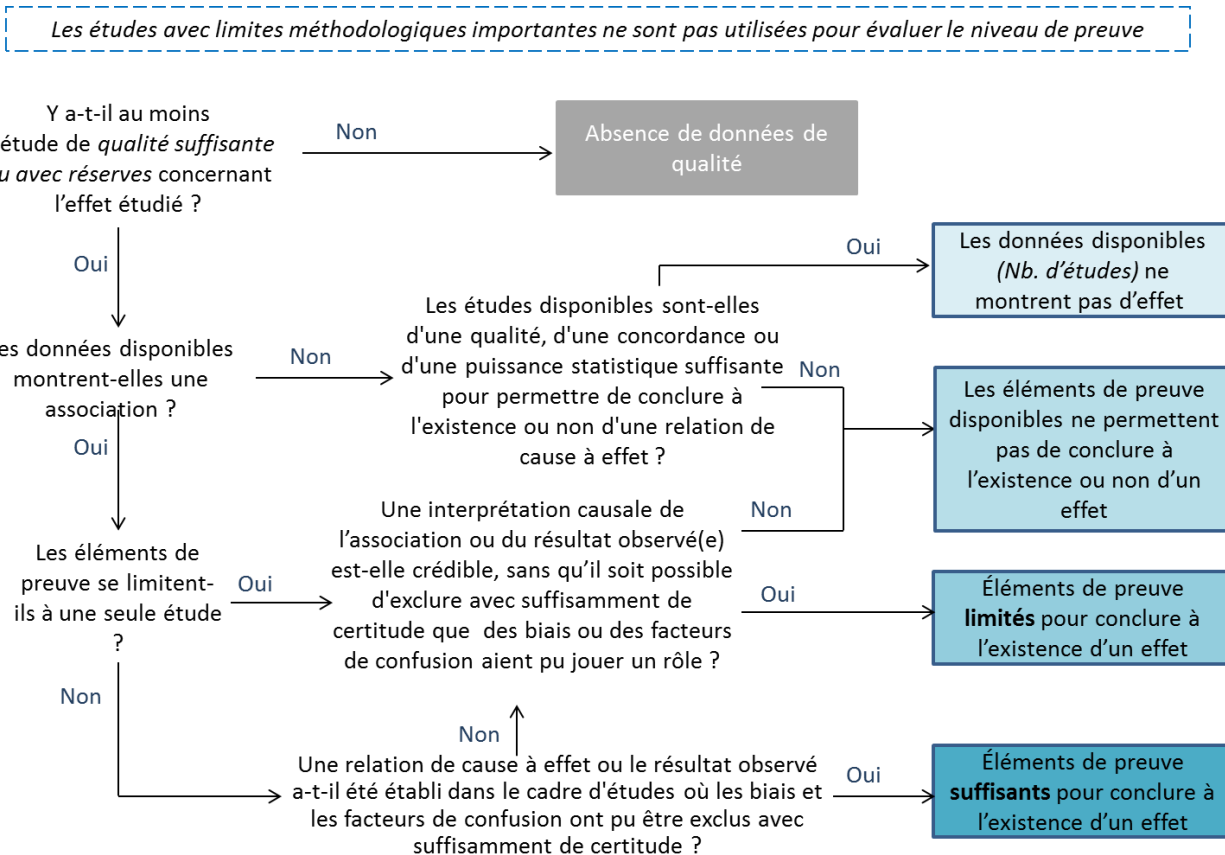 Les études avec limites méthodologiques importantes ne sont pas utilisées pour évaluer le niveau de preuve
Y a-t-il au moins
étude de qualité suffisante
u avec réserves concernant
l'effet étudié ?
Non
Absence de données de
qualité
Oui
es données disponibles
montrent-elles une
association ?
Non
Les études disponibles sont-elles
d'une qualité, d'une concordance ou
d'une puissance statistique suffisante
pour permettre de conclure à
l'existence ou non d'une relation de
cause à effet ?
Oui
Les données disponibles
(Nb. d'études) ne
montrent pas d'effet
Non
Les éléments de preuve
disponibles ne permettent
pas de conclure à
l'existence ou non d'un
effet
Oui
Les éléments de
preuve se limitent-
ils à une seule étude
?
Oui
Une interprétation causale de
l'association ou du résultat observé(e)
est-elle crédible, sans qu'il soit possible
d'exclure avec suffisamment de
certitude que des biais ou des facteurs
de confusion aient pu jouer un rôle ?
Non
Oui
Éléments de preuve
limités pour conclure à
l'existence d'un effet
Non
Non
Une relation de cause à effet ou le résultat observé
a-t-il été établi dans le cadre d'études où les biais et
les facteurs de confusion ont pu être exclus avec
suffisamment de certitude ?
Oui
Éléments de preuve
suffisants pour conclure à
l'existence d'un effet